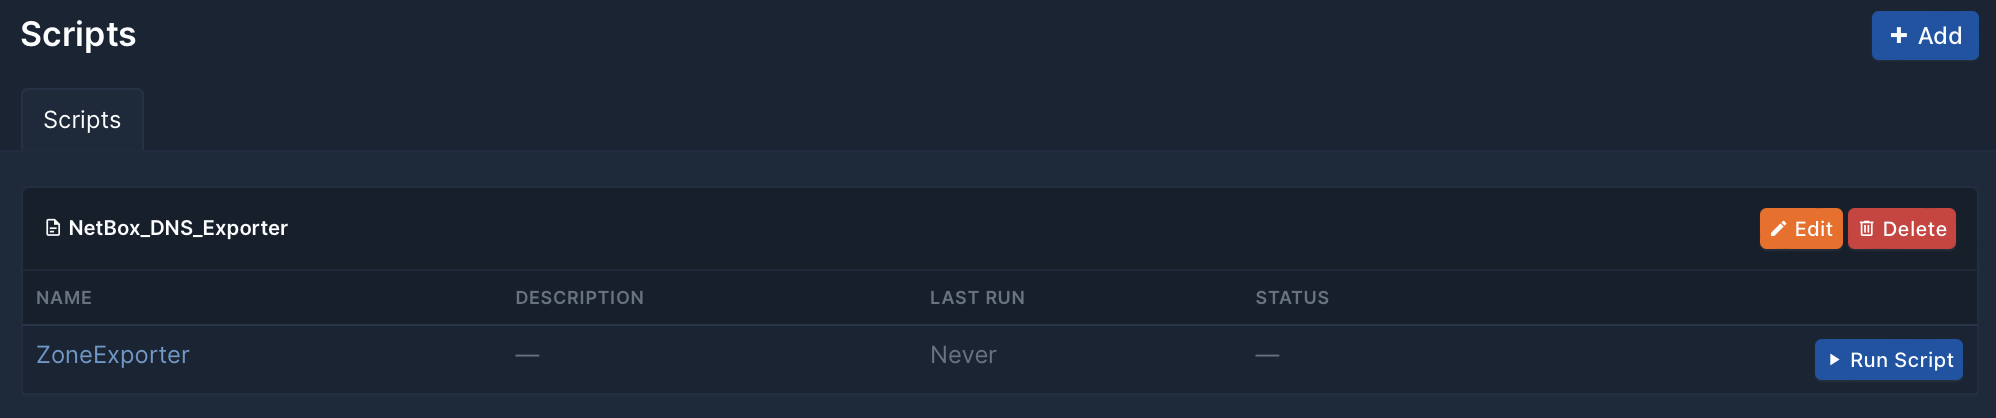 Scripts
+ Add
Scripts
NetBox_DNS_Exporter
Edit
Delete
NAME DESCRIPTION LAST RUN STATUS
ZoneExporter — Never —
Run Script